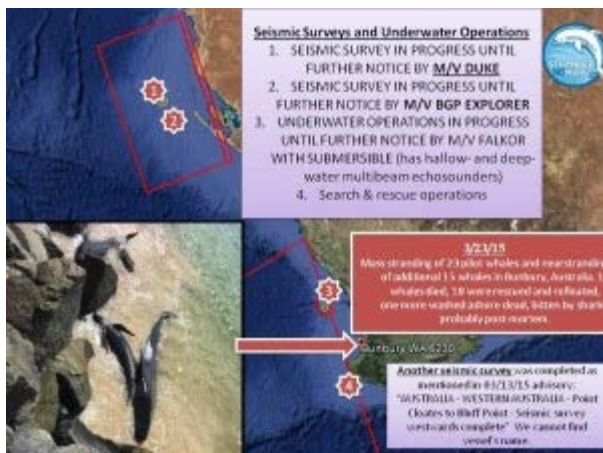 Seismic Surveys and Underwater Operations
1. SEISMIC SURVEY IN PROGRESS UNTIL
FURTHER NOTICE BY M/V DUKE
2. SEISMIC SURVEY IN PROGRESS UNTIL
FURTHER NOTICE BY M/V BGP EXPLORER
3. UNDERWATER OPERATIONS IN PROGRESS
UNTIL FURTHER NOTICE BY M/V FALKOR
WITH SUBMERSIBLE (has hallow- and deep-
water multibeam echosounders)
4. Search & rescue operations
1
2
3/23/15
Mass stranding of 23 pilot whales and near stranding
of additional 15 whales in Bunbury, Australia.
whales died, 18 were rescued and refloated,
one more washed ashore dead, bitten by sharks
probably post-mortem.
3
Bunbury WA 6230
4
Another seismic survey was completed as
mentioned in 03/13/15 advisory:
"AUSTRALIA - WESTERN AUSTRALIA - Point
Cloates to Bluff Point - Seismic survey
westwards complete" We cannot find
vessel's name.